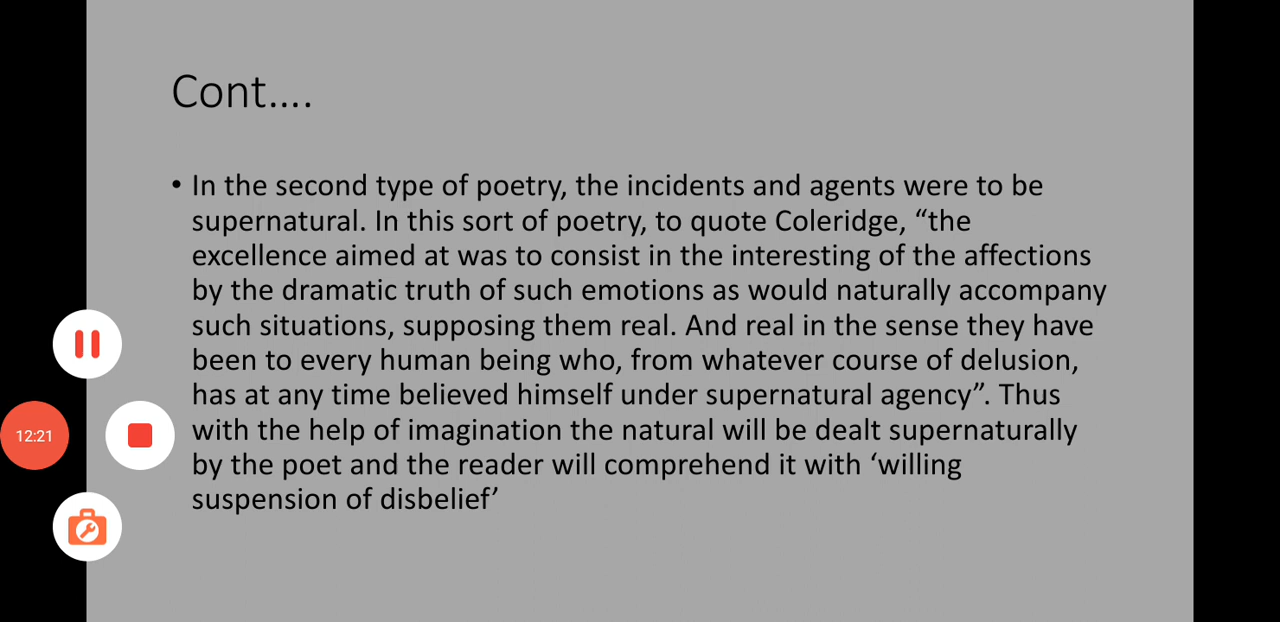 Cont....
• In the second type of poetry, the incidents and agents were to be
supernatural. In this sort of poetry, to quote Coleridge, “the
excellence aimed at was to consist in the interesting of the affections
by the dramatic truth of such emotions as would naturally accompany
such situations, supposing them real. And real in the sense they have
been to every human being who, from whatever course of delusion,
has at any time believed himself under supernatural agency”. Thus
with the help of imagination the natural will be dealt supernaturally
by the poet and the reader will comprehend it with ‘willing
suspension of disbelief’
12:21